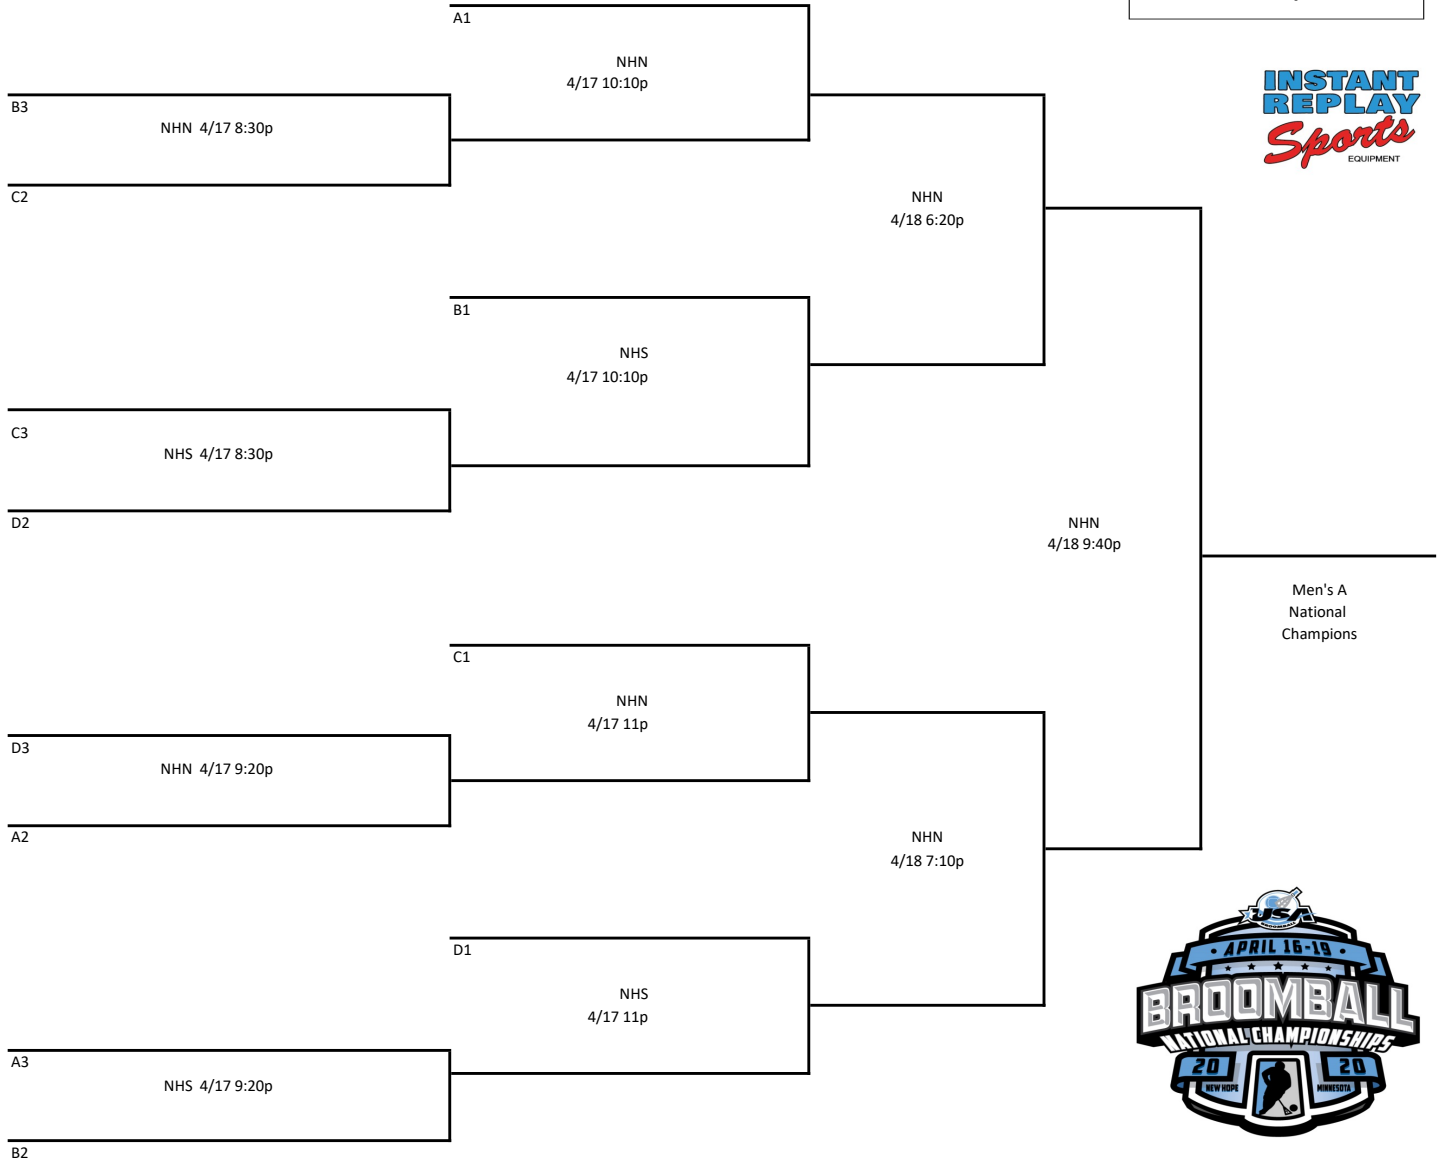 A1
NHN
4/17 10:10p
INSTANT
REPLAY
Sports
EQUIPMENT
B3
NHN 4/17 8:30p
C2
NHN
4/18 6:20p
B1
NHS
4/17 10:10p
C3
NHS 4/17 8:30p
D2
NHN
4/18 9:40p
Men's A
National
Champions
C1
NHN
4/17 11p
D3
NHN 4/17 9:20p
A2
NHN
4/18 7:10p
D1
NHS
4/17 11p
A3
NHS 4/17 9:20p
B2
USA
BROOMBALL
• APRIL 16-19 •
BROOMBALL
NATIONAL CHAMPIONSHIPS
20 20
NEW HOPE MINNESOTA